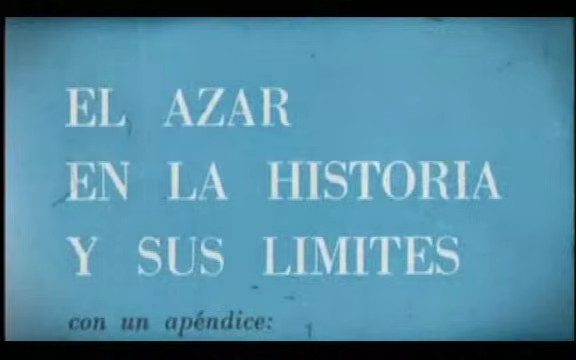 EL AZAR
EN LA HISTORIA
Y SUS LIMITES
con un apéndice: